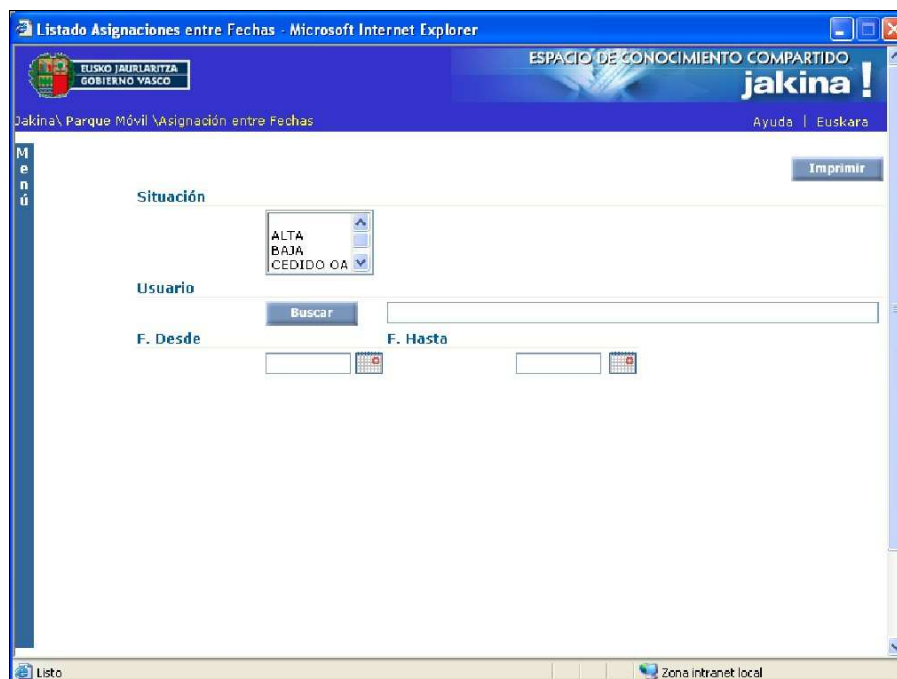 Listado Asignaciones entre Fechas - Microsoft Internet Explorer
EUSKO JAURLARITZA
GOBIERNO VASCO
ESPACIO DE CONOCIMIENTO COMPARTIDO
jakina !
Jakina\ Parque Móvil \Asignación entre Fechas
Ayuda | Euskara
Menú
Imprimir
Situación
ALTA
BAJA
CEDIDO OA
Usuario
Buscar
F. Desde F. Hasta
Listo Zona intranet local